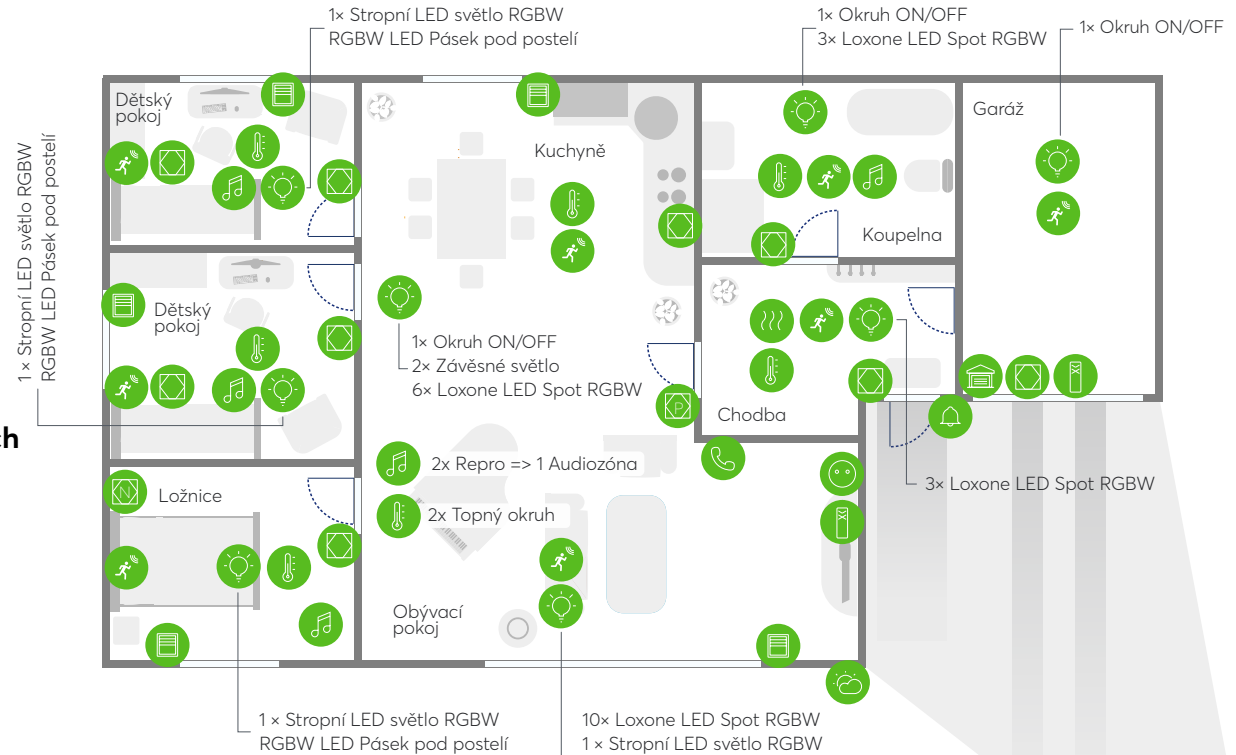 1× Stropní LED světlo RGBW
RGBW LED Pásek pod postelí
1× Okruh ON/OFF
3× Loxone LED Spot RGBW
1× Okruh ON/OFF
Dětský
pokoj
Kuchyně
Garáž
Koupelna
1 × Stropní LED světlo RGBW
RGBW LED Pásek pod postelí
Dětský
pokoj
1× Okruh ON/OFF
2× Závěsné světlo
6× Loxone LED Spot RGBW
P
Chodba
ch
2x Repro => 1 Audiozóna
3× Loxone LED Spot RGBW
N
Ložnice
2x Topný okruh
Obývací
pokoj
1 × Stropní LED světlo RGBW
RGBW LED Pásek pod postelí
10× Loxone LED Spot RGBW
1 × Stropní LED světlo RGBW